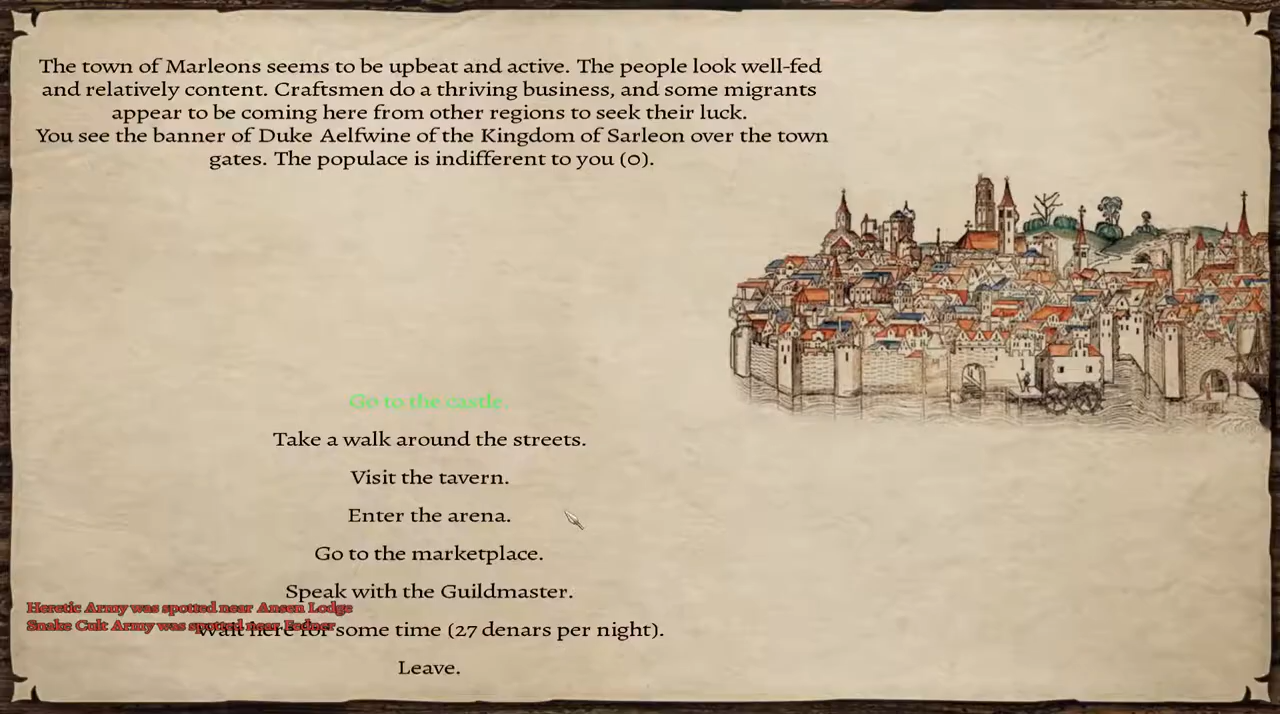 The town of Marleons seems to be upbeat and active. The people look well-fed
and relatively content. Craftsmen do a thriving business, and some migrants
appear to be coming here from other regions to seek their luck.
You see the banner of Duke Aelfwine of the Kingdom of Sarleon over the town
gates. The populace is indifferent to you (0).
Go to the castle.
Take a walk around the streets.
Visit the tavern.
Enter the arena.
Go to the marketplace.
Speak with the Guildmaster.
Heretic Army was spotted near Ansen Lodge
Snake Cult Army was spotted near
Wait here for some time (27 denars per night).
Leave.